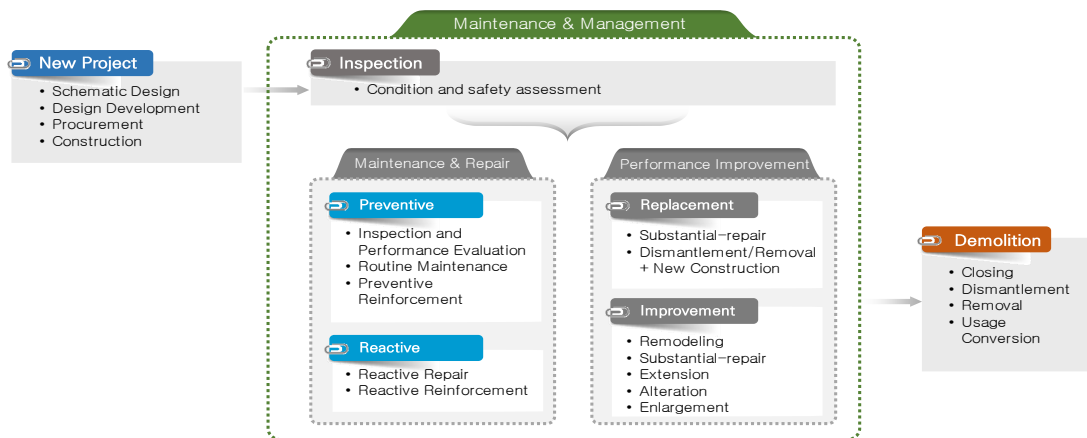 Maintenance & Management
New Project
• Schematic Design
• Design Development
• Procurement
• Construction
Inspection
• Condition and safety assessment
Maintenance & Repair
Preventive
• Inspection and
Performance Evaluation
• Routine Maintenance
• Preventive
Reinforcement
Reactive
• Reactive Repair
• Reactive Reinforcement
Performance Improvement
Replacement
• Substantial-repair
• Dismantlement/Removal
+ New Construction
Improvement
• Remodeling
• Substantial-repair
• Extension
• Alteration
• Enlargement
Demolition
• Closing
• Dismantlement
• Removal
• Usage
Conversion